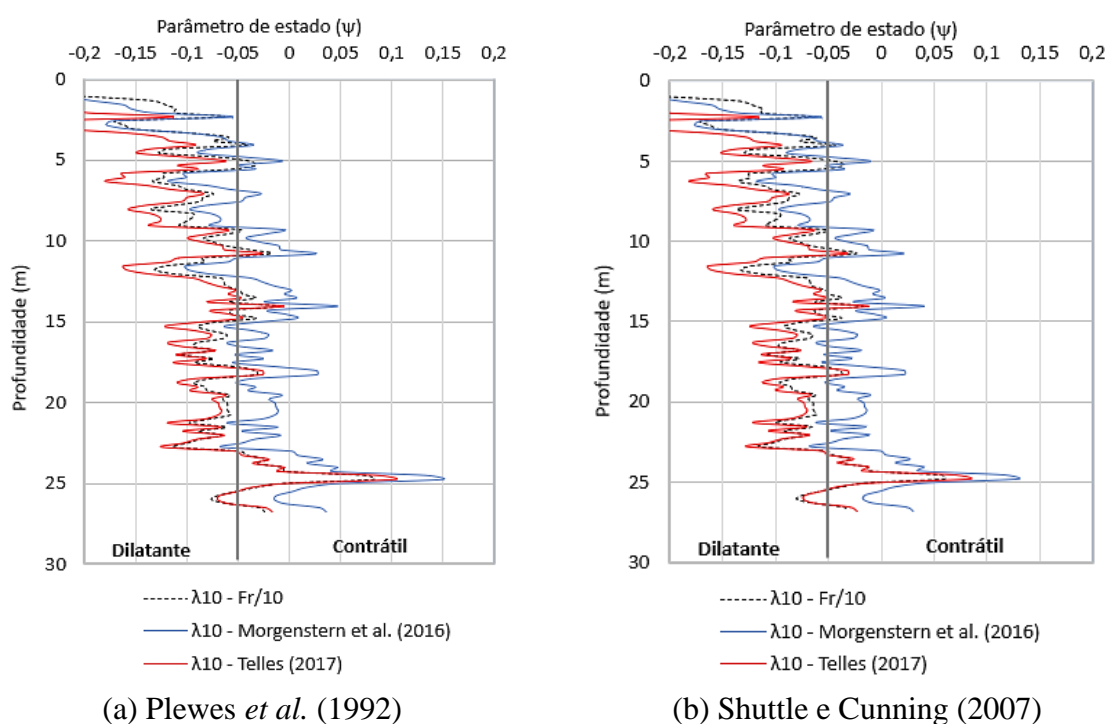 Parâmetro de estado (ψ)
-0,2 -0,15 -0,1 -0,05 0 0,05 0,1 0,15 0,2
0
5
10
15
20
25
30
Profundidade (m)
Dilatante Contrátil
λ10 - Fr/10
λ10 - Morgenstern et al. (2016)
λ10 - Telles (2017)
(a) Plewes et al. (1992)
Parâmetro de estado (ψ)
-0,2 -0,15 -0,1 -0,05 0 0,05 0,1 0,15 0,2
0
5
10
15
20
25
30
Profundidade (m)
Dilatante Contrátil
λ10 - Fr/10
λ10 - Morgenstern et al. (2016)
λ10 - Telles (2017)
(b) Shuttle e Cunning (2007)